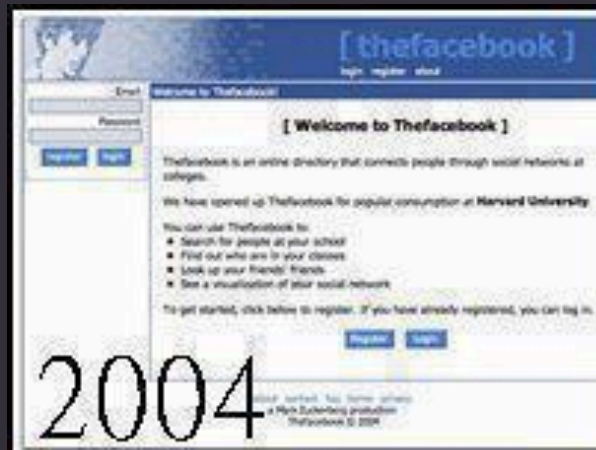 [ thefacebook ]
login register about
Email
Password
register login
Welcome to Thefacebook!
[ Welcome to Thefacebook ]
Thefacebook is an online directory that connects people through social networks at
colleges.
We have opened up Thefacebook for popular consumption at Harvard University.
You can use Thefacebook to:
• Search for people at your school
• Find out who are in your classes
• Look up your friends' friends
• See a visualization of your social network
To get started, click below to register. If you have already registered, you can log in.
Register Login
about contact faq terms privacy
a Mark Zuckerberg production
Thefacebook © 2004
2004